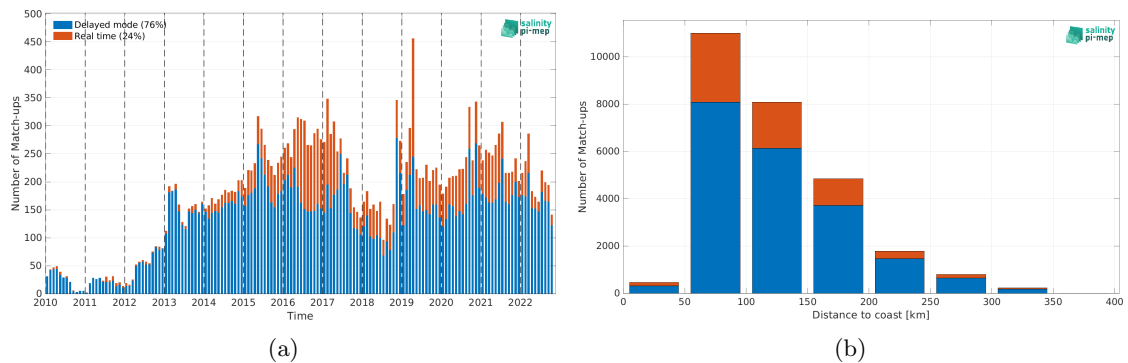 Delayed mode (76%)
Real time (24%)
salinity
pi-mep
Number of Match-ups
500
450
400
350
300
250
200
150
100
50
0
2010 2011 2012 2013 2014 2015 2016 2017 2018 2019 2020 2021 2022
Time
(a)
salinity
pi-mep
Number of Match-ups
10000
8000
6000
4000
2000
0
0 50 100 150 200 250 300 350 400
Distance to coast [km]
(b)